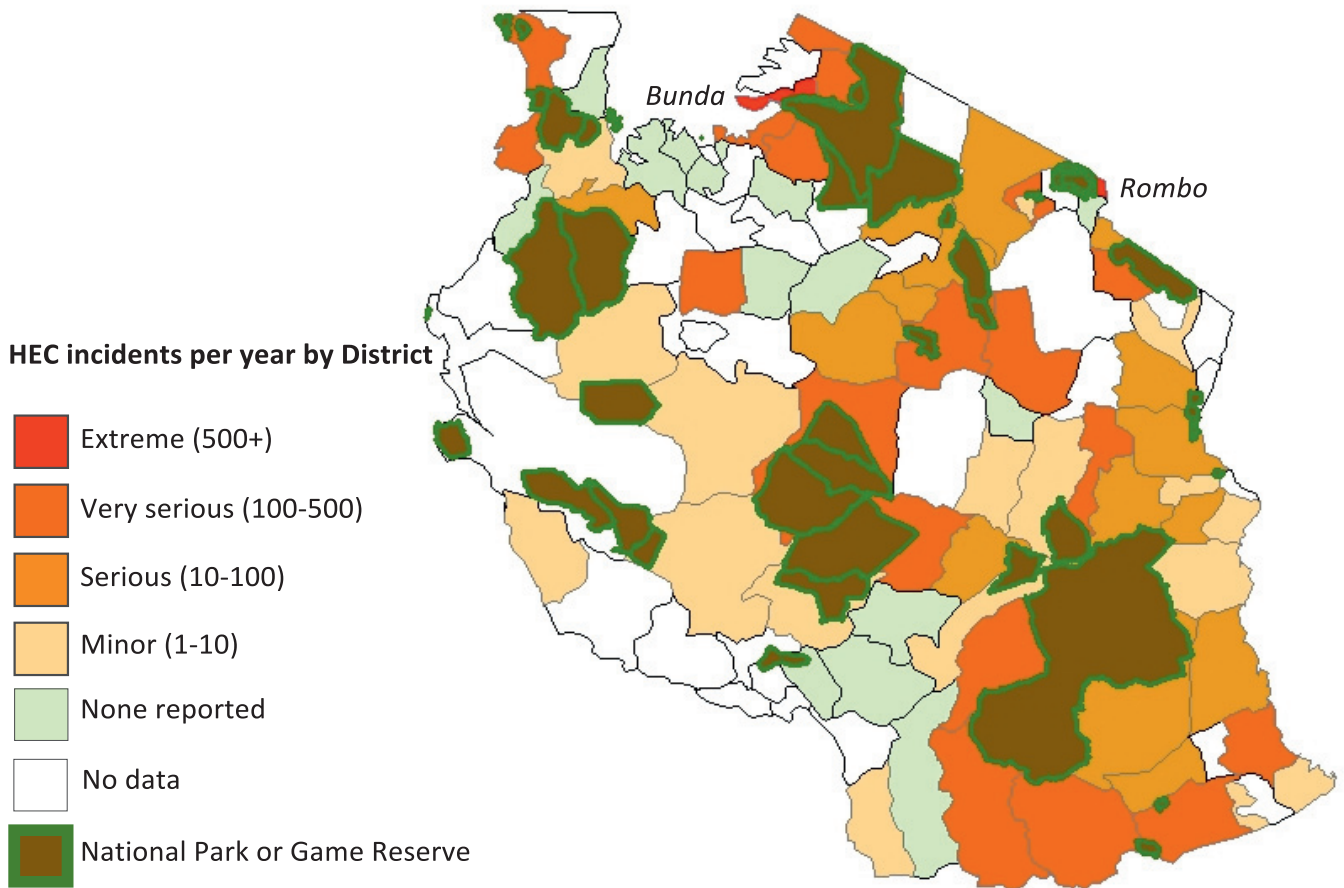 Bunda
Rombo
HEC incidents per year by District
Extreme (500+)
Very serious (100-500)
Serious (10-100)
Minor (1-10)
None reported
No data
National Park or Game Reserve